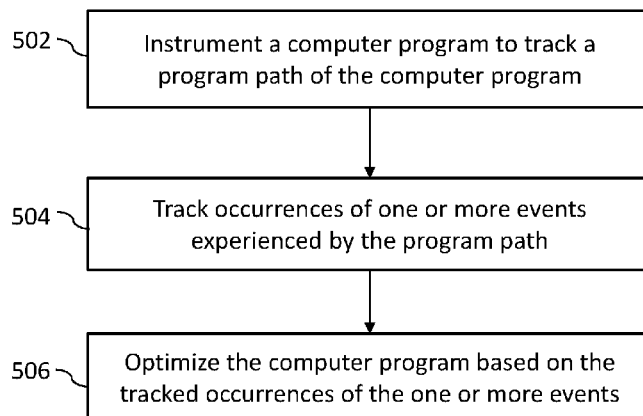 502
Instrument a computer program to track a
program path of the computer program
504
Track occurrences of one or more events
experienced by the program path
506
Optimize the computer program based on the
tracked occurrences of the one or more events